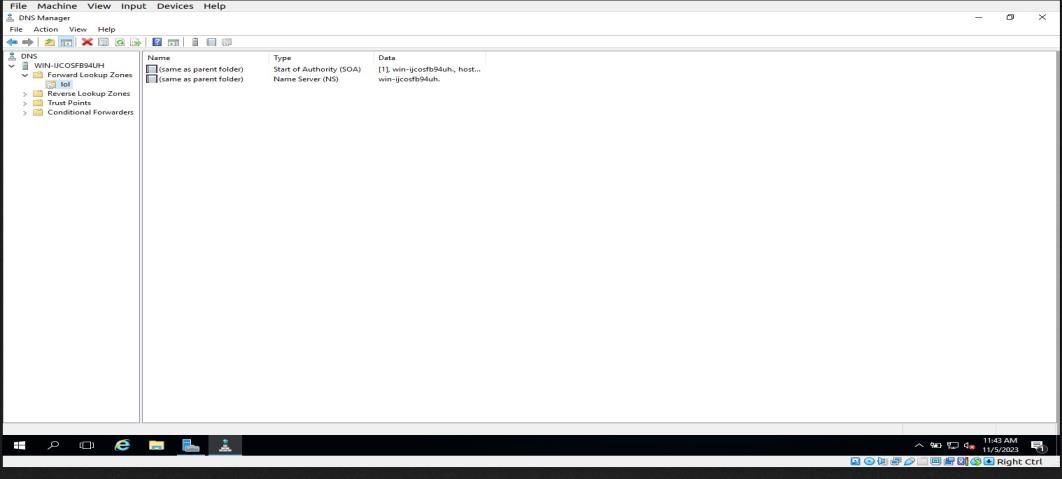 File Machine View Input Devices Help
DNS Manager
File Action View Help
DNS
WIN-IJCOSFB94UH
Forward Lookup Zones
lol
Reverse Lookup Zones
Trust Points
Conditional Forwarders
Name Type Data
(same as parent folder) Start of Authority (SOA) [1], win-ijcosfb94uh., host...
(same as parent folder) Name Server (NS) win-ijcosfb94uh.
11:43 AM
11/5/2023
Right Ctrl